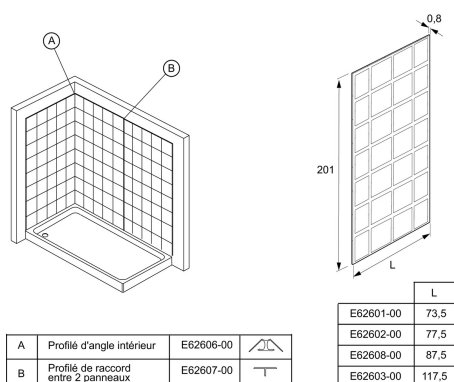 A
B
0,8
201
L
L
E62601-00 73,5
E62602-00 77,5
E62608-00 87,5
E62603-00 117,5
A Profilé d'angle intérieur E62606-00
B Profilé de raccord
entre 2 panneaux E62607-00